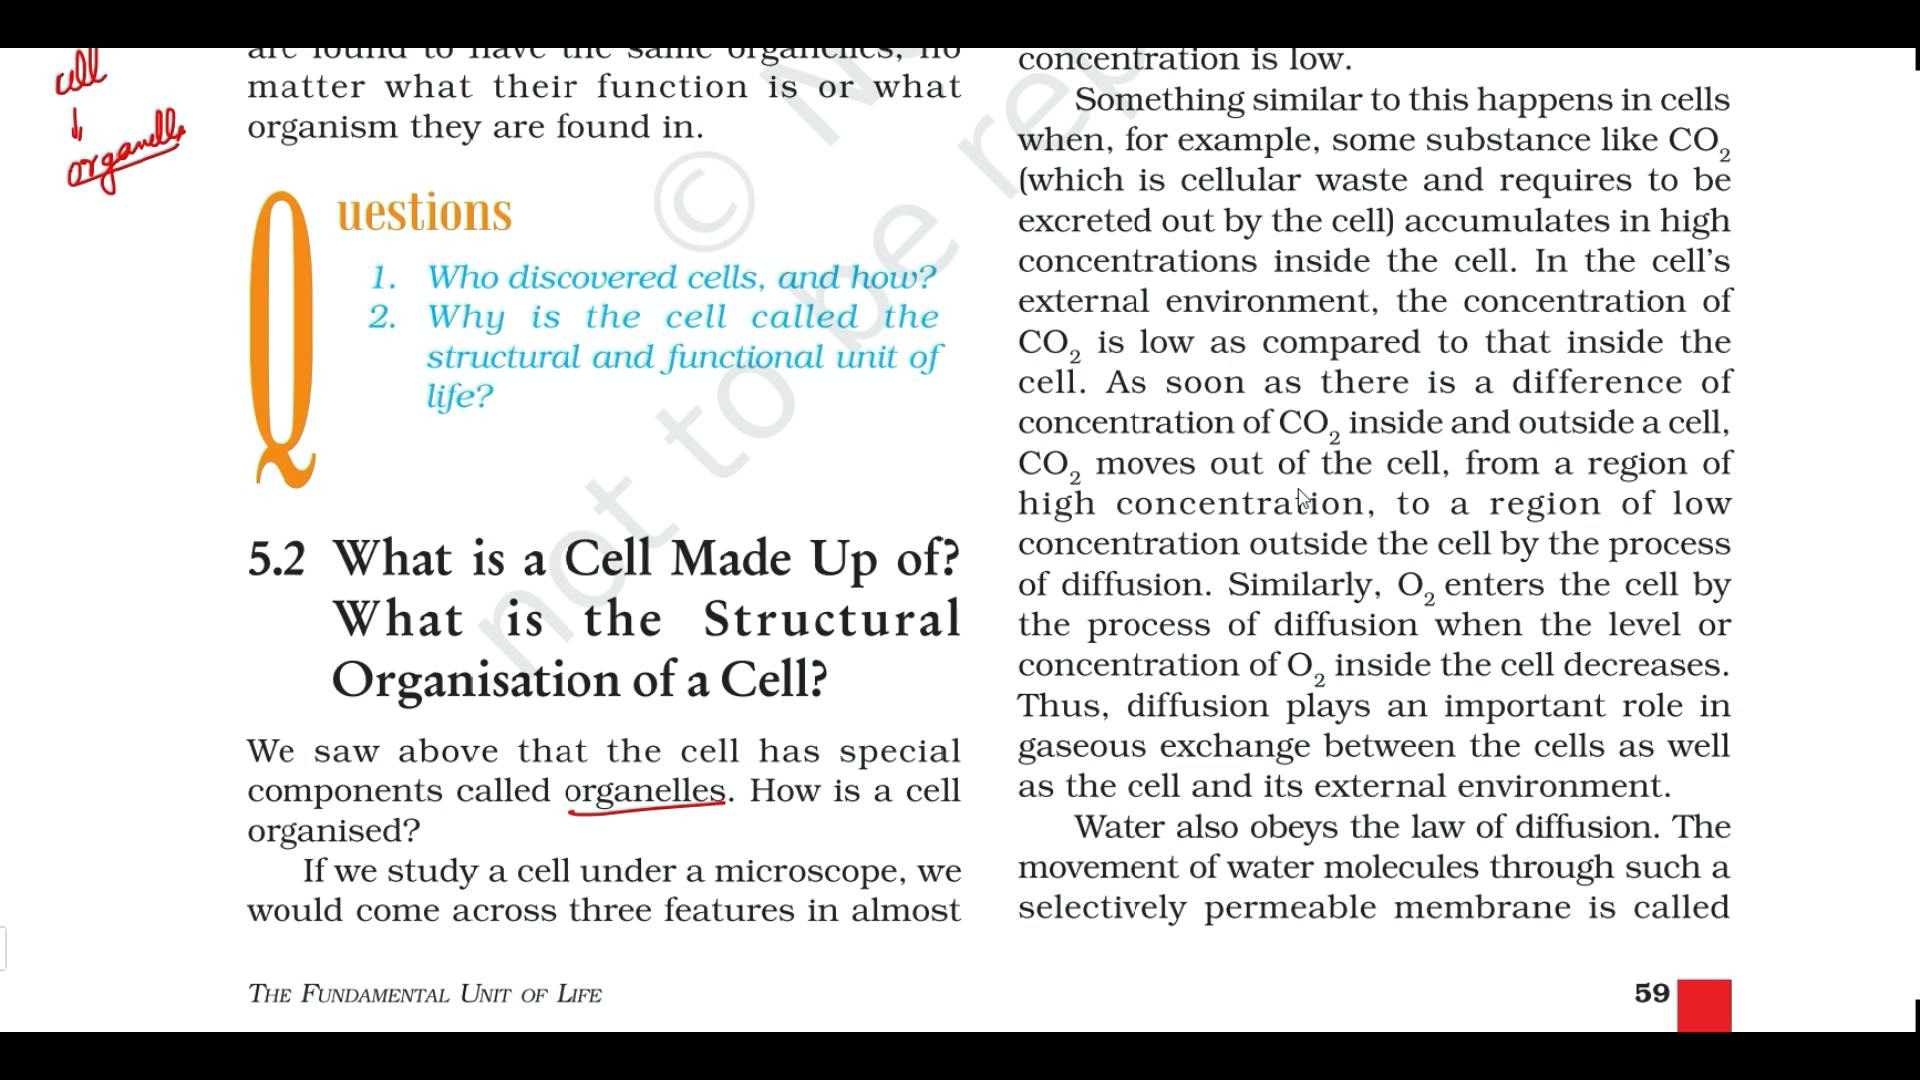 cell
↓
organelle
are found to have the same organelles, no
matter what their function is or what
organism they are found in.
Questions
1. Who discovered cells, and how?
2. Why is the cell called the
structural and functional unit of
life?
5.2 What is a Cell Made Up of?
What is the Structural
Organisation of a Cell?
We saw above that the cell has special
components called organelles. How is a cell
organised?
If we study a cell under a microscope, we
would come across three features in almost
concentration is low.
Something similar to this happens in cells
when, for example, some substance like CO₂
(which is cellular waste and requires to be
excreted out by the cell) accumulates in high
concentrations inside the cell. In the cell’s
external environment, the concentration of
CO₂ is low as compared to that inside the
cell. As soon as there is a difference of
concentration of CO₂ inside and outside a cell,
CO₂ moves out of the cell, from a region of
high concentration, to a region of low
concentration outside the cell by the process
of diffusion. Similarly, O₂ enters the cell by
the process of diffusion when the level or
concentration of O₂ inside the cell decreases.
Thus, diffusion plays an important role in
gaseous exchange between the cells as well
as the cell and its external environment.
Water also obeys the law of diffusion. The
movement of water molecules through such a
selectively permeable membrane is called
THE FUNDAMENTAL UNIT OF LIFE
59
© N
not to be rep